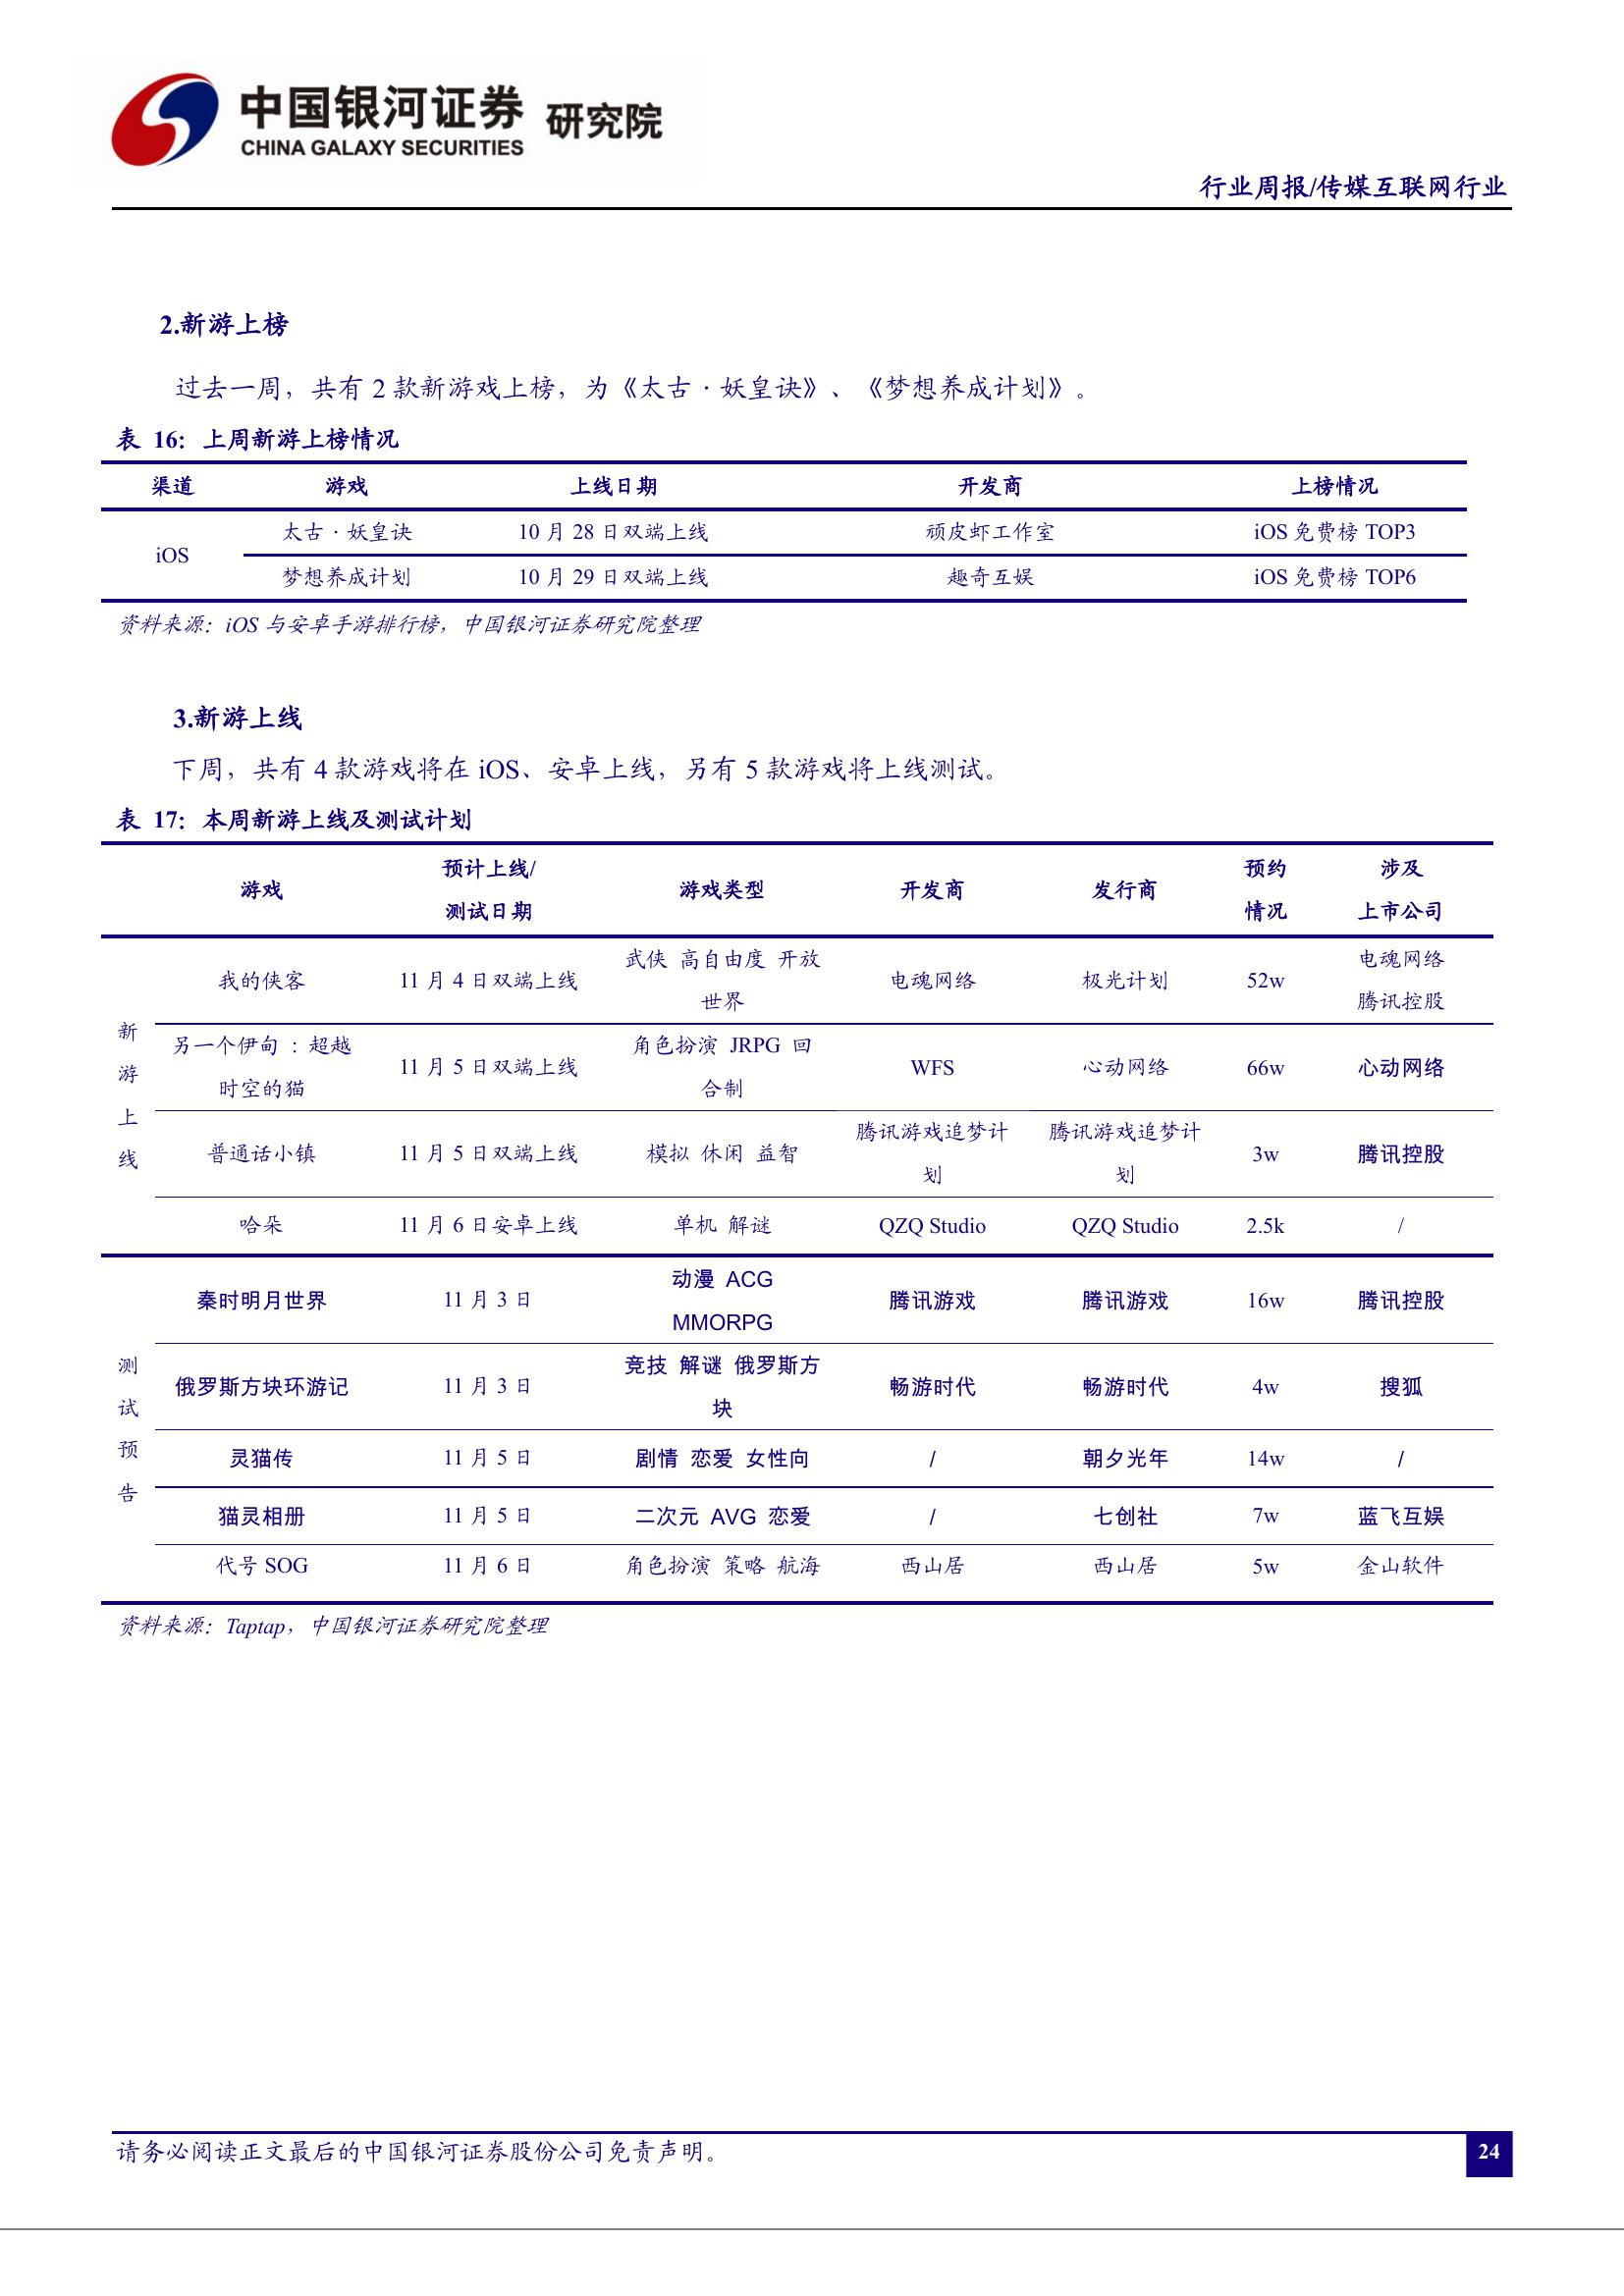 中国银河证券 研究院
CHINA GALAXY SECURITIES
行业周报/传媒互联网行业
2.新游上榜
过去一周，共有 2 款新游戏上榜，为《太古·妖皇诀》、《梦想养成计划》。
表 16：上周新游上榜情况
渠道 游戏 上线日期 开发商 上榜情况
iOS
太古·妖皇诀 10 月 28 日双端上线 顽皮虾工作室 iOS 免费榜 TOP3
梦想养成计划 10 月 29 日双端上线 趣奇互娱 iOS 免费榜 TOP6
资料来源：iOS 与安卓手游排行榜，中国银河证券研究院整理
3.新游上线
下周，共有 4 款游戏将在 iOS、安卓上线，另有 5 款游戏将上线测试。
表 17：本周新游上线及测试计划
游戏 预计上线/测试日期 游戏类型 开发商 发行商 预约情况 涉及上市公司
新游上线
我的侠客 11 月 4 日双端上线 武侠 高自由度 开放世界 电魂网络 极光计划 52w 电魂网络 腾讯控股
另一个伊甸 : 超越时空的猫 11 月 5 日双端上线 角色扮演 JRPG 回合制 WFS 心动网络 66w 心动网络
普通话小镇 11 月 5 日双端上线 模拟 休闲 益智 腾讯游戏追梦计划 腾讯游戏追梦计划 3w 腾讯控股
哈朵 11 月 6 日安卓上线 单机 解谜 QZQ Studio QZQ Studio 2.5k /
测试预告
秦时明月世界 11 月 3 日 动漫 ACG MMORPG 腾讯游戏 腾讯游戏 16w 腾讯控股
俄罗斯方块环游记 11 月 3 日 竞技 解谜 俄罗斯方块 畅游时代 畅游时代 4w 搜狐
灵猫传 11 月 5 日 剧情 恋爱 女性向 / 朝夕光年 14w /
猫灵相册 11 月 5 日 二次元 AVG 恋爱 / 七创社 7w 蓝飞互娱
代号 SOG 11 月 6 日 角色扮演 策略 航海 西山居 西山居 5w 金山软件
资料来源：Taptap，中国银河证券研究院整理
请务必阅读正文最后的中国银河证券股份公司免责声明。
24